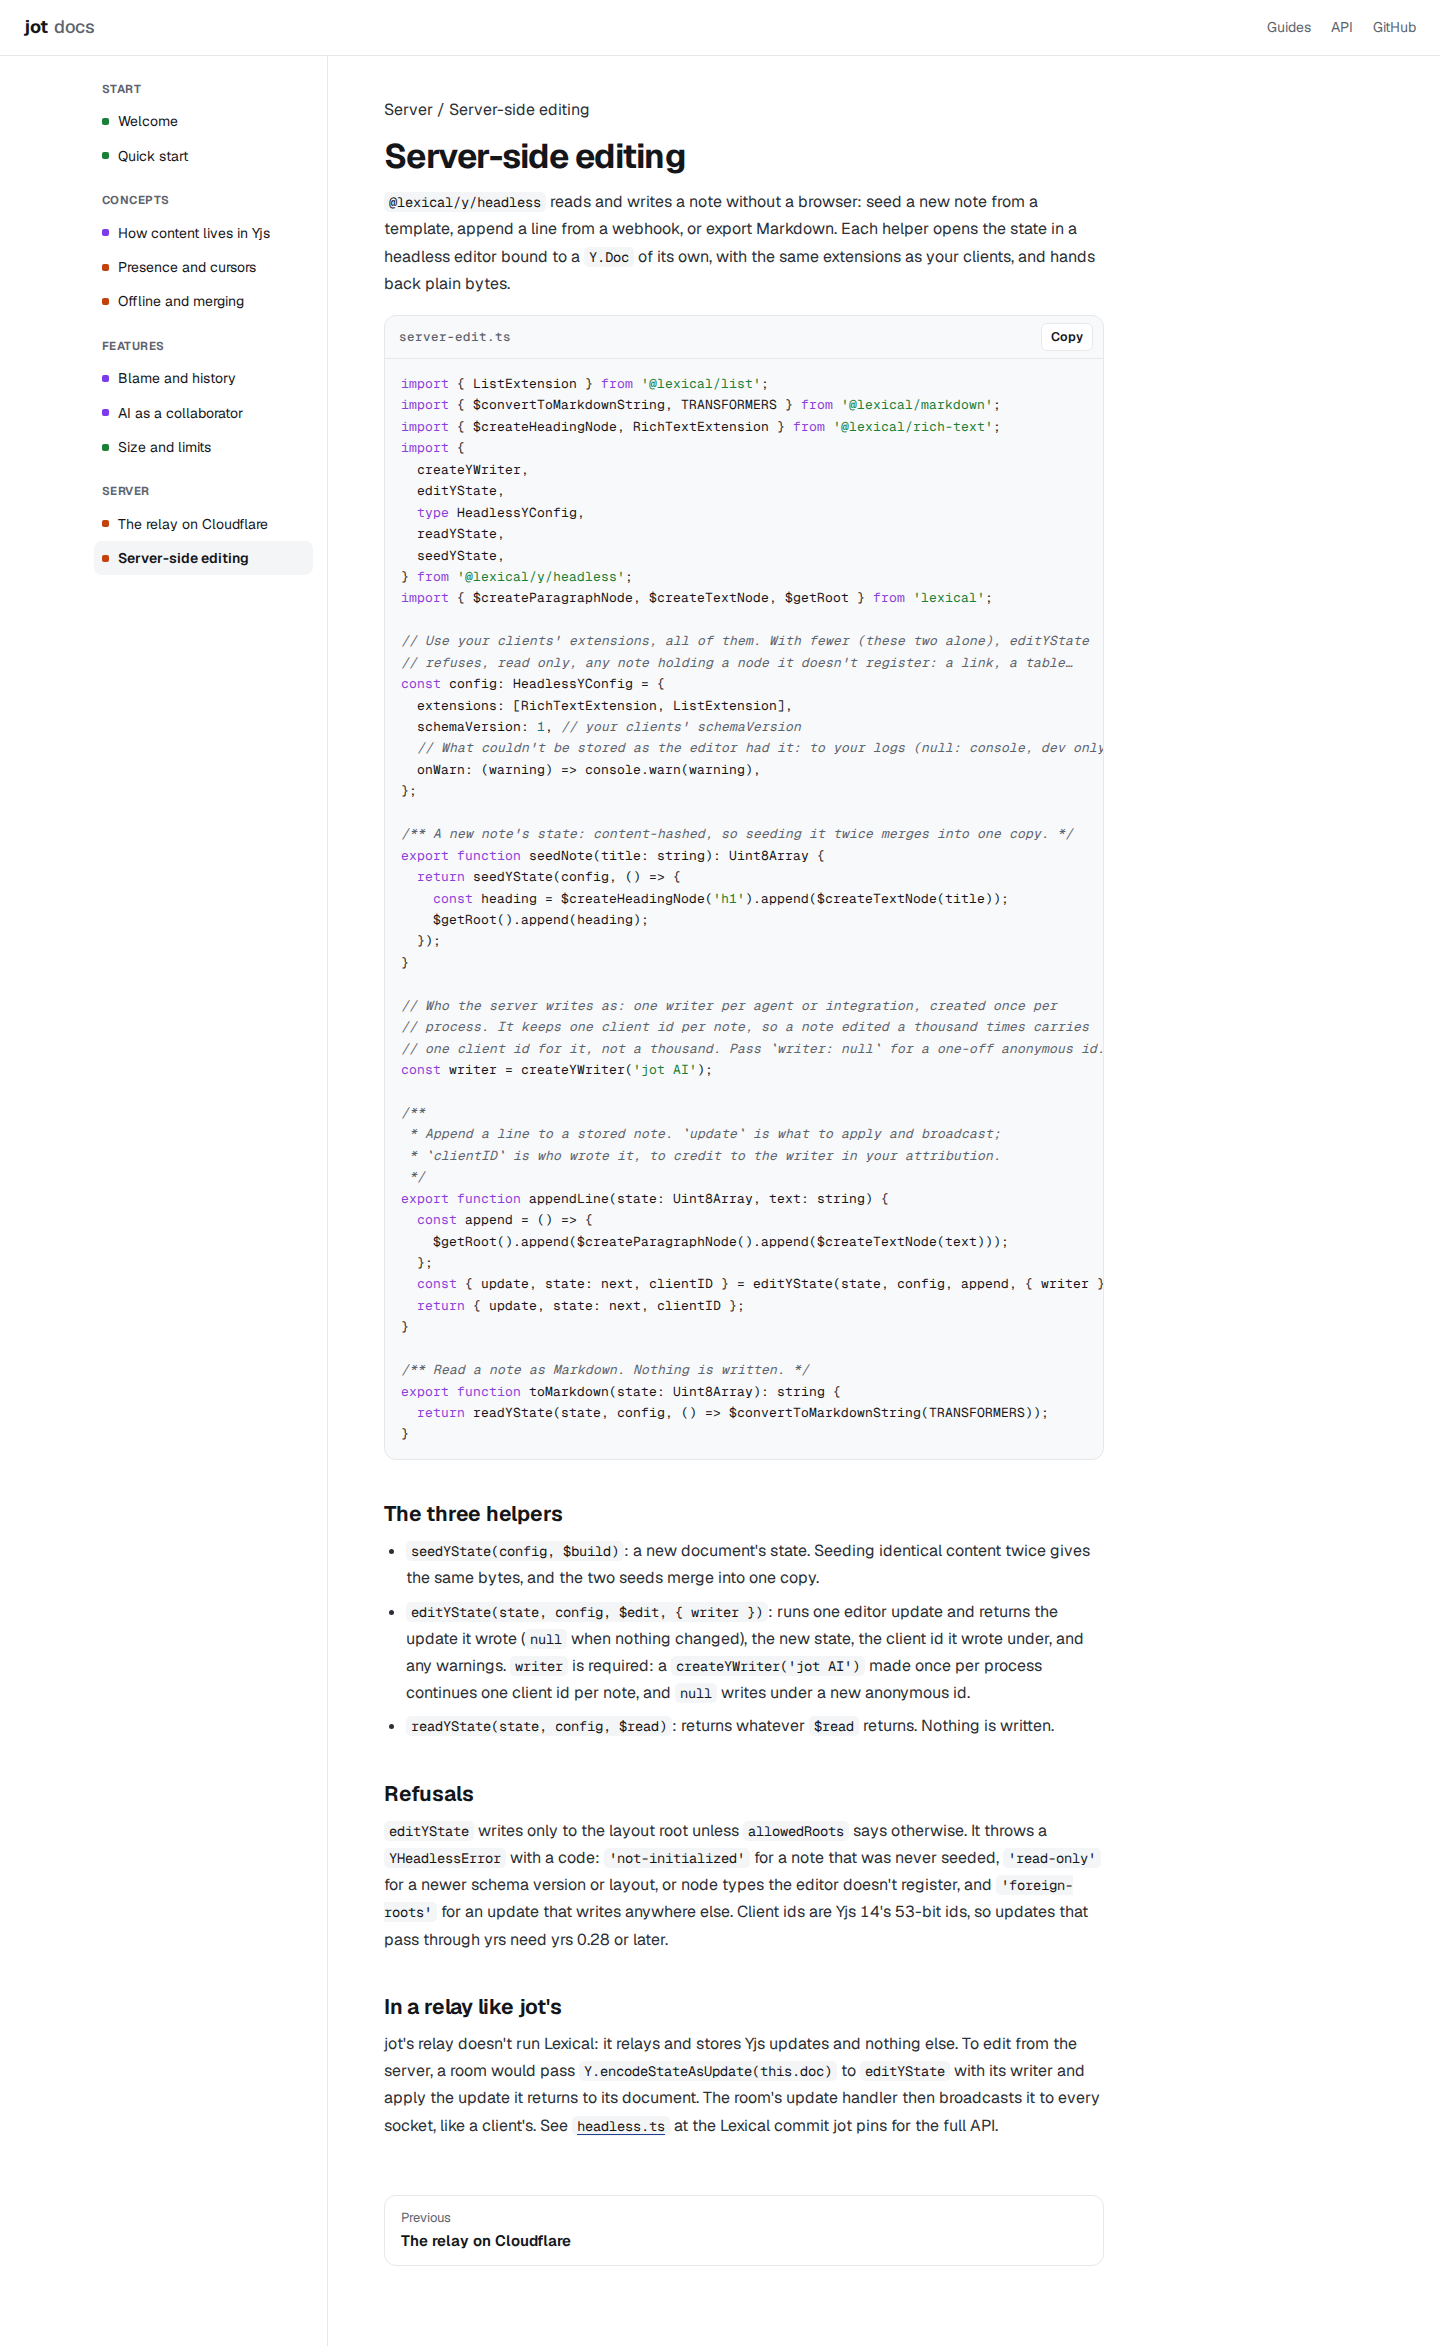 jot docs
Guides API GitHub
START
Welcome
Quick start
CONCEPTS
How content lives in Yjs
Presence and cursors
Offline and merging
FEATURES
Blame and history
AI as a collaborator
Size and limits
SERVER
The relay on Cloudflare
Server-side editing
Server / Server-side editing
Server-side editing
@lexical/y/headless reads and writes a note without a browser: seed a new note from a
template, append a line from a webhook, or export Markdown. Each helper opens the state in a
headless editor bound to a Y.Doc of its own, with the same extensions as your clients, and hands
back plain bytes.
server-edit.ts
Copy
import { ListExtension } from '@lexical/list';
import { $convertToMarkdownString, TRANSFORMERS } from '@lexical/markdown';
import { $createHeadingNode, RichTextExtension } from '@lexical/rich-text';
import {
  createYWriter,
  editYState,
  type HeadlessYConfig,
  readYState,
  seedYState,
} from '@lexical/y/headless';
import { $createParagraphNode, $createTextNode, $getRoot } from 'lexical';
// Use your clients' extensions, all of them. With fewer (these two alone), editYState
// refuses, read only, any note holding a node it doesn't register: a link, a table…
const config: HeadlessYConfig = {
  extensions: [RichTextExtension, ListExtension],
  schemaVersion: 1, // your clients' schemaVersion
  // What couldn't be stored as the editor had it: to your logs (null: console, dev only
  onWarn: (warning) => console.warn(warning),
};
/** A new note's state: content-hashed, so seeding it twice merges into one copy. */
export function seedNote(title: string): Uint8Array {
  return seedYState(config, () => {
    const heading = $createHeadingNode('h1').append($createTextNode(title));
    $getRoot().append(heading);
  });
}
// Who the server writes as: one writer per agent or integration, created once per
// process. It keeps one client id per note, so a note edited a thousand times carries
// one client id for it, not a thousand. Pass `writer: null` for a one-off anonymous id.
const writer = createYWriter('jot AI');
/**
 * Append a line to a stored note. `update` is what to apply and broadcast;
 * `clientID` is who wrote it, to credit to the writer in your attribution.
 */
export function appendLine(state: Uint8Array, text: string) {
  const append = () => {
    $getRoot().append($createParagraphNode().append($createTextNode(text)));
  };
  const { update, state: next, clientID } = editYState(state, config, append, { writer }
  return { update, state: next, clientID };
}
/** Read a note as Markdown. Nothing is written. */
export function toMarkdown(state: Uint8Array): string {
  return readYState(state, config, () => $convertToMarkdownString(TRANSFORMERS));
}
The three helpers
• seedYState(config, $build): a new document's state. Seeding identical content twice gives
the same bytes, and the two seeds merge into one copy.
• editYState(state, config, $edit, { writer }): runs one editor update and returns the
update it wrote (null when nothing changed), the new state, the client id it wrote under, and
any warnings. writer is required: a createYWriter('jot AI') made once per process
continues one client id per note, and null writes under a new anonymous id.
• readYState(state, config, $read): returns whatever $read returns. Nothing is written.
Refusals
editYState writes only to the layout root unless allowedRoots says otherwise. It throws a
YHeadlessError with a code: 'not-initialized' for a note that was never seeded, 'read-only'
for a newer schema version or layout, or node types the editor doesn't register, and 'foreign-
roots' for an update that writes anywhere else. Client ids are Yjs 14's 53-bit ids, so updates that
pass through yrs need yrs 0.28 or later.
In a relay like jot's
jot's relay doesn't run Lexical: it relays and stores Yjs updates and nothing else. To edit from the
server, a room would pass Y.encodeStateAsUpdate(this.doc) to editYState with its writer and
apply the update it returns to its document. The room's update handler then broadcasts it to every
socket, like a client's. See headless.ts at the Lexical commit jot pins for the full API.
Previous
The relay on Cloudflare